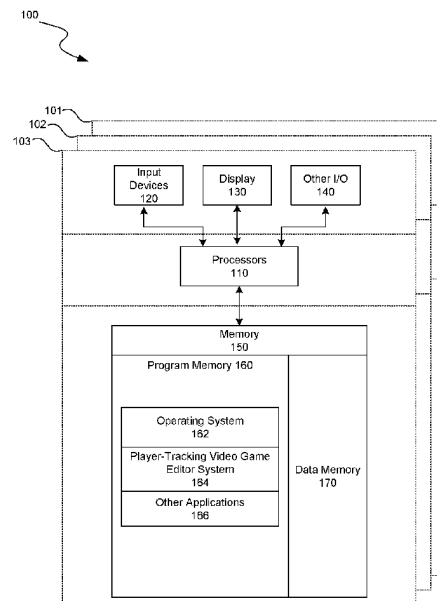 100
101
102
103
Input
Devices
120
Display
130
Other I/O
140
Processors
110
Memory
150
Program Memory 160
Operating System
162
Player-Tracking Video Game
Editor System
164
Other Applications
166
Data Memory
170